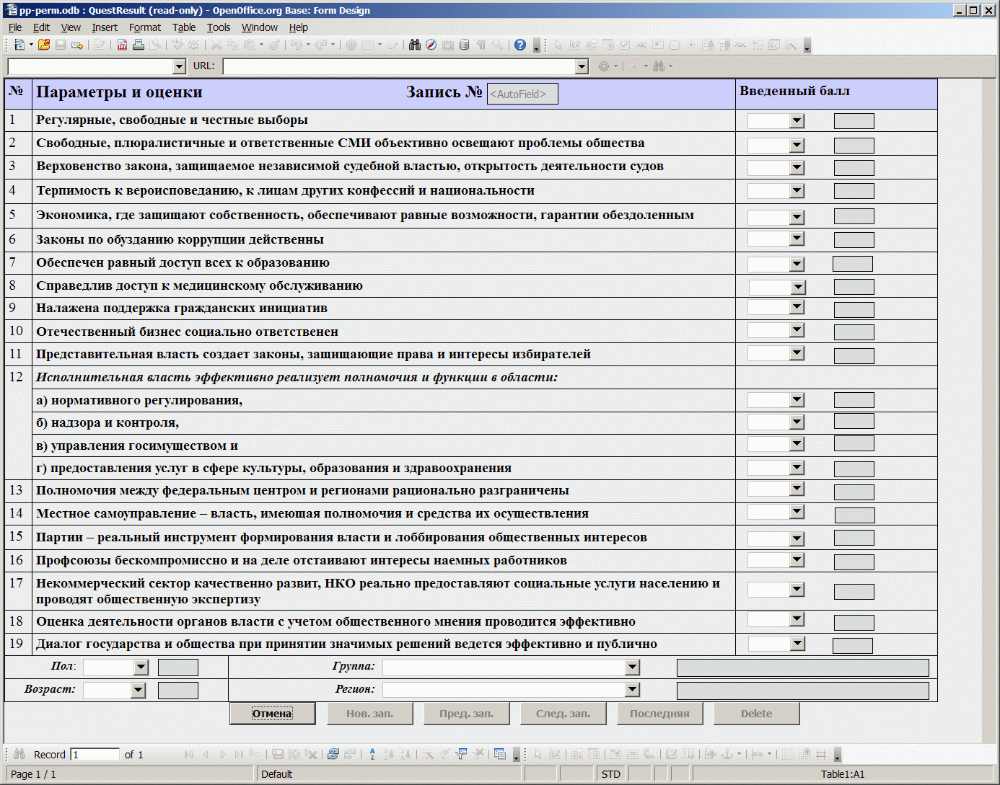 pp-perm.odb : QuestResult (read-only) - OpenOffice.org Base: Form Design
File Edit View Insert Format Table Tools Window Help
URL:
№ Параметры и оценки Запись № <AutoField> Введенный балл
1 Регулярные, свободные и честные выборы
2 Свободные, плюралистичные и ответственные СМИ объективно освещают проблемы общества
3 Верховенство закона, защищаемое независимой судебной властью, открытость деятельности судов
4 Терпимость к вероисповеданию, к лицам других конфессий и национальности
5 Экономика, где защищают собственность, обеспечивают равные возможности, гарантии обездоленным
6 Законы по обузданию коррупции действенны
7 Обеспечен равный доступ всех к образованию
8 Справедлив доступ к медицинскому обслуживанию
9 Налажена поддержка гражданских инициатив
10 Отечественный бизнес социально ответственен
11 Представительная власть создает законы, защищающие права и интересы избирателей
12 Исполнительная власть эффективно реализует полномочия и функции в области:
а) нормативного регулирования,
б) надзора и контроля,
в) управления госимуществом и
г) предоставления услуг в сфере культуры, образования и здравоохранения
13 Полномочия между федеральным центром и регионами рационально разграничены
14 Местное самоуправление – власть, имеющая полномочия и средства их осуществления
15 Партии – реальный инструмент формирования власти и лоббирования общественных интересов
16 Профсоюзы бескомпромиссно и на деле отстаивают интересы наемных работников
17 Некоммерческий сектор качественно развит, НКО реально предоставляют социальные услуги населению и
проводят общественную экспертизу
18 Оценка деятельности органов власти с учетом общественного мнения проводится эффективно
19 Диалог государства и общества при принятии значимых решений ведется эффективно и публично
Пол: Группа:
Возраст: Регион:
Отмена Нов. зап. Пред. зап. След. зап. Последняя Delete
Record 1 of 1
Page 1 / 1 Default STD Table1:A1